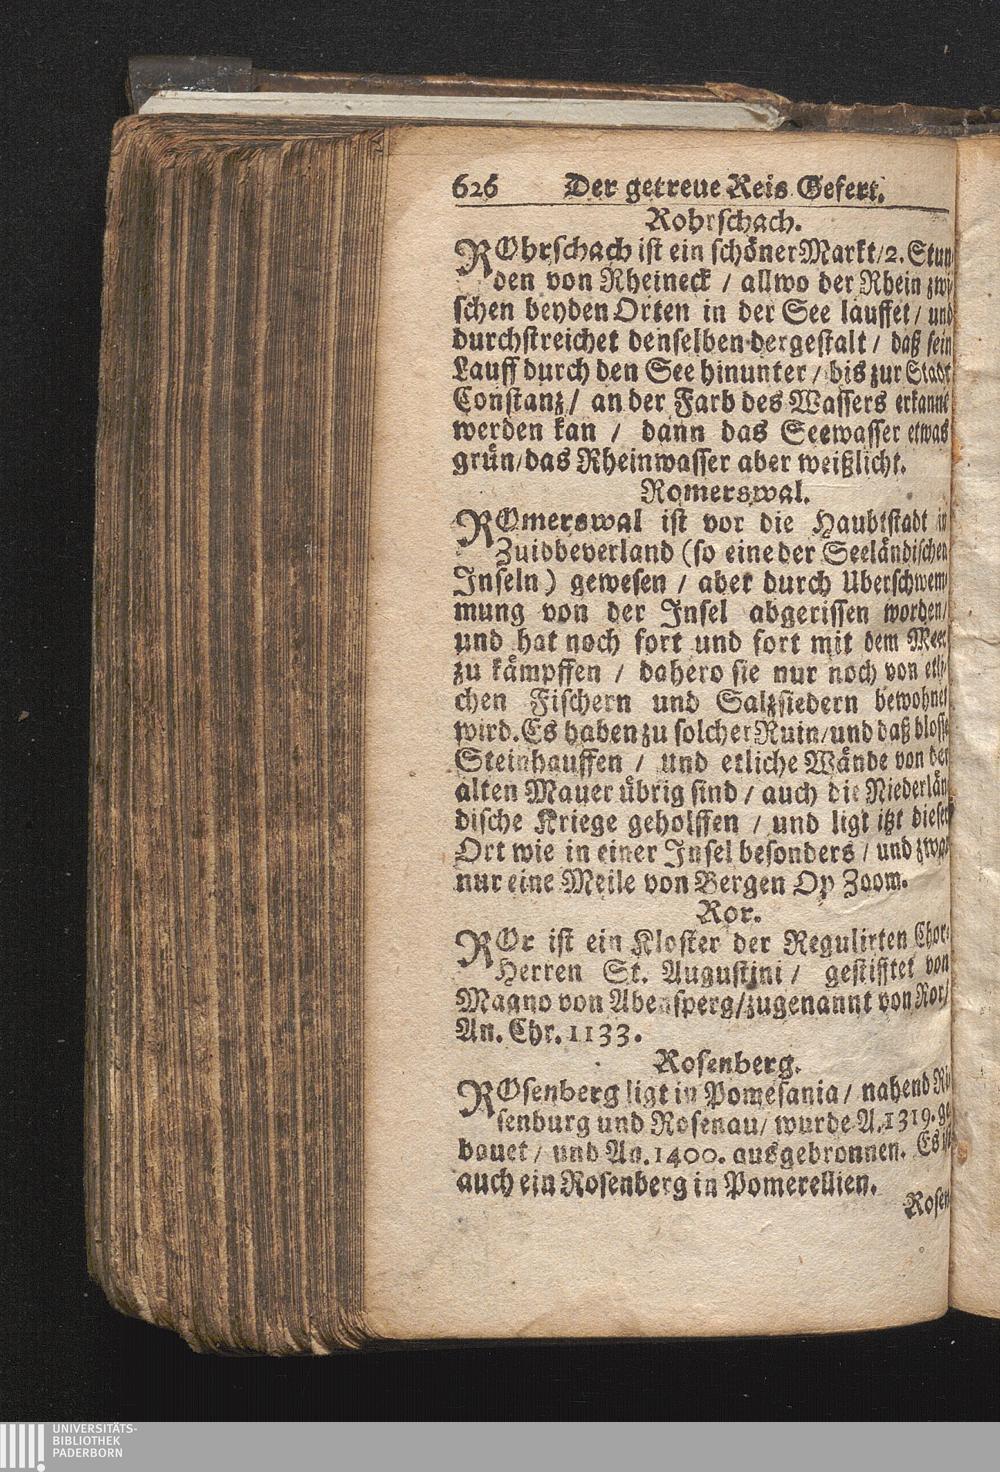 626 Der getreue Reis Gefert.
Rohrschach.
ROhrschach ist ein schöner Markt/2. Stun
den von Rheineck / allwo der Rhein zwi
schen beyden Orten in der See lauffet / und
durchstreichet denselben dergestalt / daß sein
Lauff durch den See hinunter / bis zur Stadt
Constanz / an der Farb des Wassers erkannt
werden kan / dann das Seewasser etwas
grün/das Rheinwasser aber weißlicht.
Romerswal.
ROmerswal ist vor die Haubtstadt in
Zuidbeverland (so eine der Seeländischen
Inseln) gewesen / aber durch Uberschwem
mung von der Insel abgerissen worden/
und hat noch fort und fort mit dem Meer
zu kämpffen / dahero sie nur noch von etli
chen Fischern und Salzsiedern bewohnet
wird. Es haben zu solcher Ruin/und daß blosse
Steinhauffen / und etliche Wände von der
alten Mauer übrig sind / auch die Niederlän
dische Kriege geholffen / und ligt itzt dieser
Ort wie in einer Insel besonders / und zwar
nur eine Meile von Bergen Op Zoom.
Ror.
ROr ist ein Kloster der Regulirten Chor-
Herren St. Augustini / gestifftet von
Magno von Abensperg/zugenannt von Ror/
An. Chr. 1133.
Rosenberg.
ROsenberg ligt in Pomesania / nahend Ri
senburg und Rosenau/ wurde A. 1319. ge
bauet / und An. 1400. ausgebronnen. Es
auch ein Rosenberg in Pomerellien.
Rosen
UNIVERSITÄTS-
BIBLIOTHEK
PADERBORN